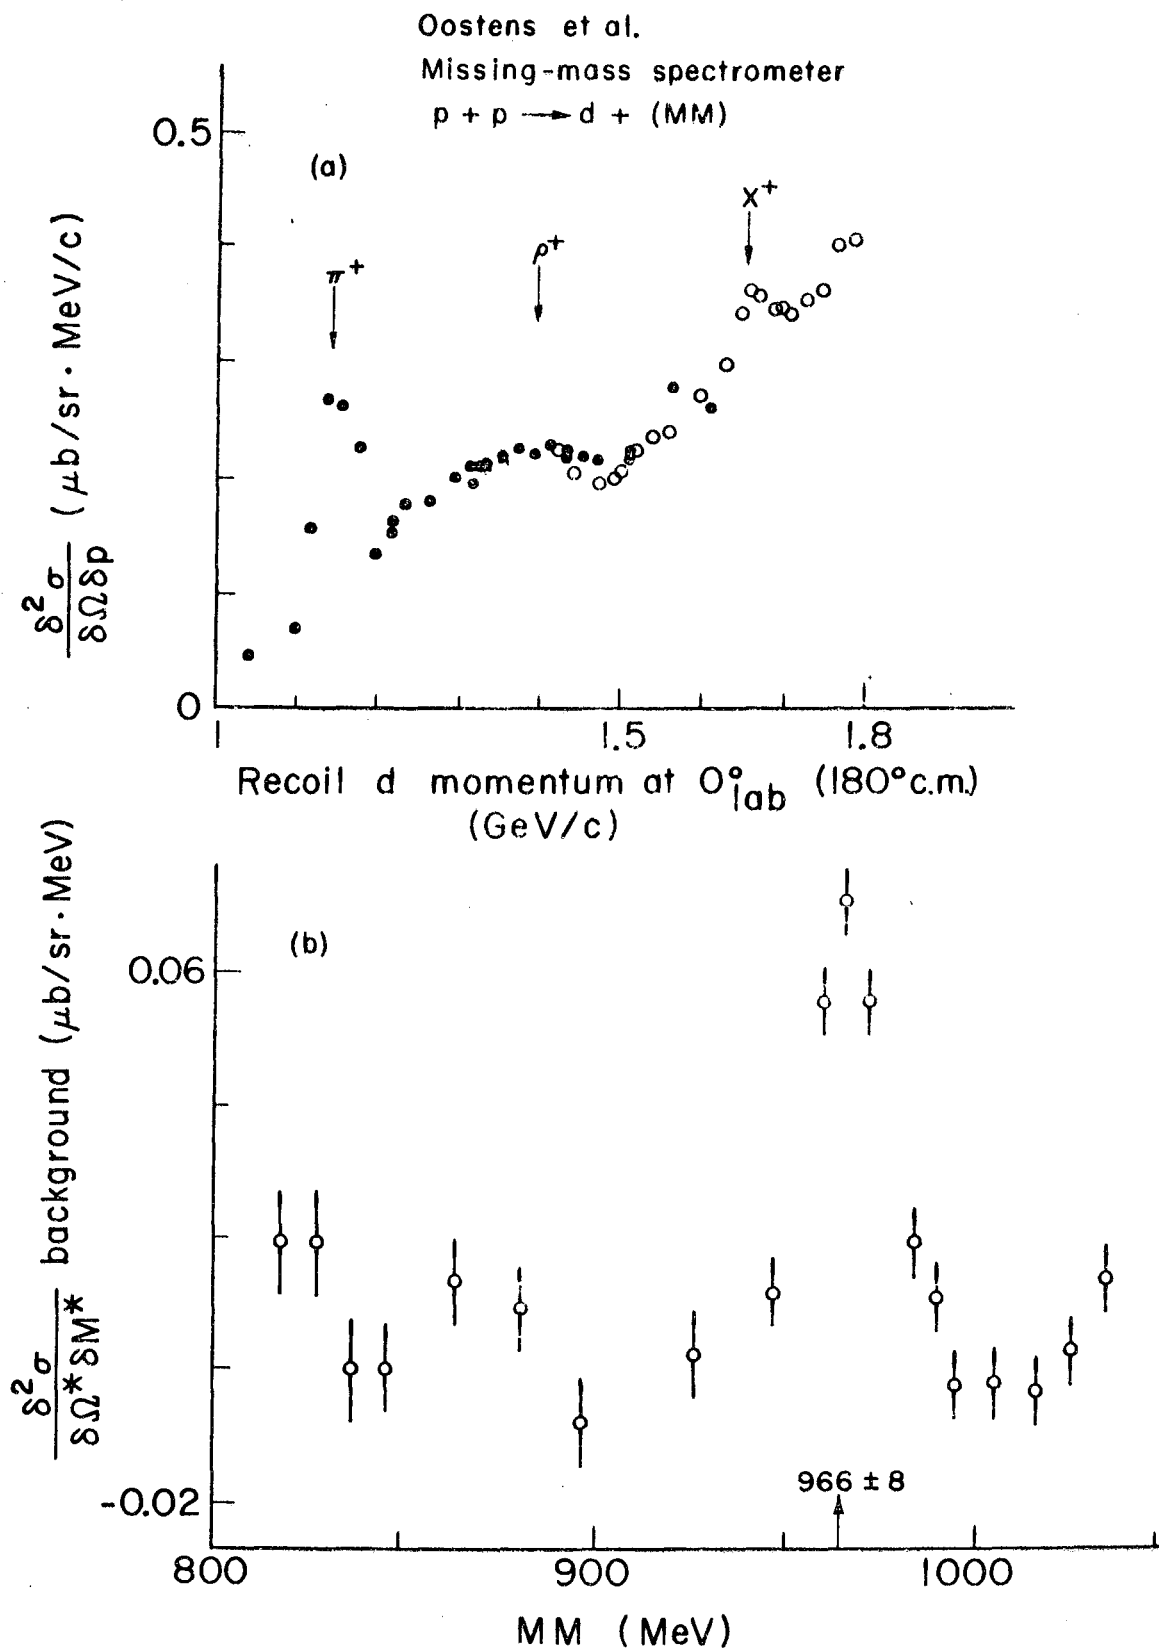 Oostens et al.
Missing-mass spectrometer
p + p → d + (MM)
0.5
(a)
π⁺
ρ⁺
X⁺
δ²σ / δΩδp (μb/sr·MeV/c)
0
1
1.5
1.8
Recoil d momentum at 0°lab (180°c.m.)
(GeV/c)
(b)
0.06
δ²σ / δΩ*δM* background (μb/sr·MeV)
966 ± 8
-0.02
800
900
1000
MM (MeV)